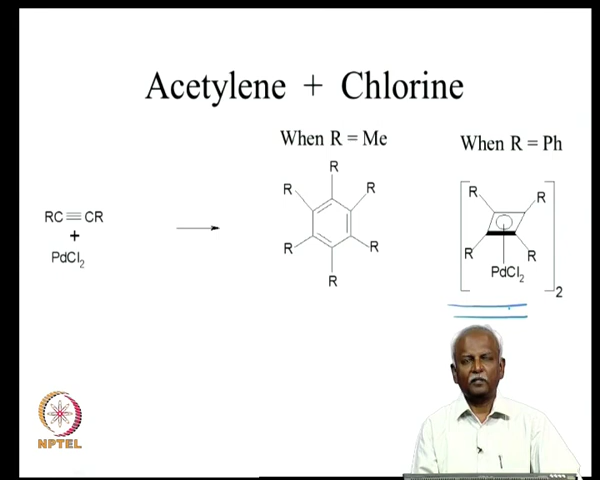 Acetylene + Chlorine
When R = Me
When R = Ph
RC≡CR
+
PdCl2
R
R
R
R
R
R
R
R
R
R
PdCl2
2
NPTEL